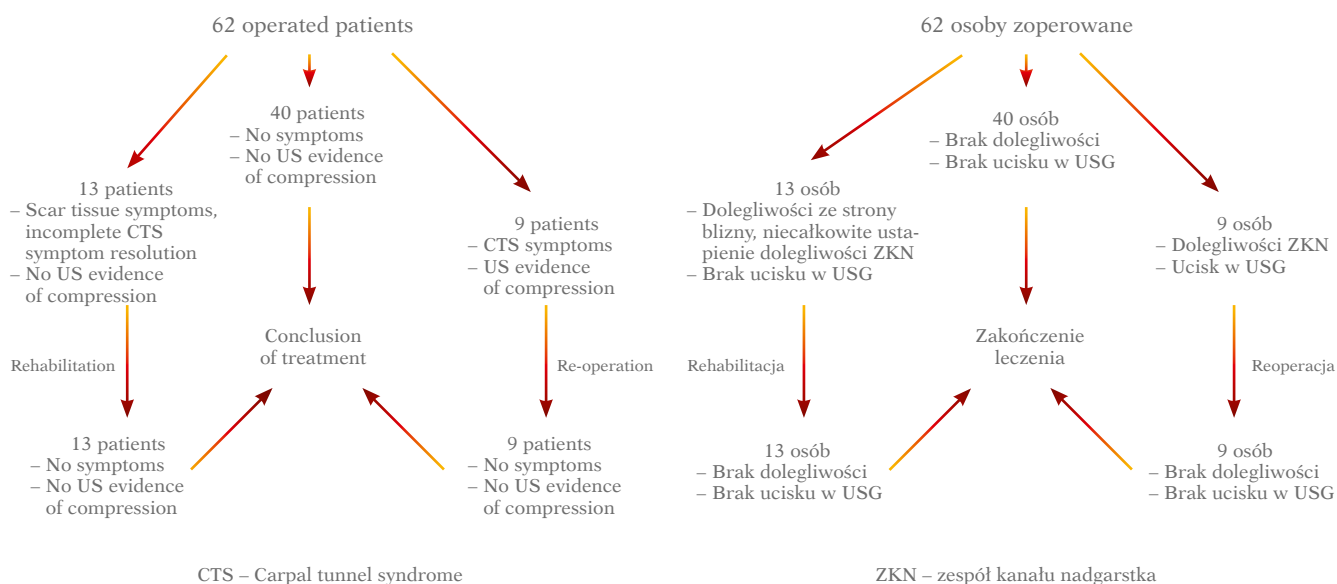 62 operated patients
40 patients
– No symptoms
– No US evidence
of compression
13 patients
– Scar tissue symptoms,
incomplete CTS
symptom resolution
– No US evidence
of compression
9 patients
– CTS symptoms
– US evidence
of compression
Rehabilitation
Conclusion
of treatment
Re-operation
13 patients
– No symptoms
– No US evidence
of compression
9 patients
– No symptoms
– No US evidence
of compression
CTS – Carpal tunnel syndrome
62 osoby zoperowane
40 osób
– Brak dolegliwości
– Brak ucisku w USG
13 osób
– Dolegliwości ze strony
blizny, niecałkowite ustą-
pienie dolegliwości ZKN
– Brak ucisku w USG
9 osób
– Dolegliwości ZKN
– Ucisk w USG
Rehabilitacja
Zakończenie
leczenia
Reoperacja
13 osób
– Brak dolegliwości
– Brak ucisku w USG
9 osób
– Brak dolegliwości
– Brak ucisku w USG
ZKN – zespół kanału nadgarstka